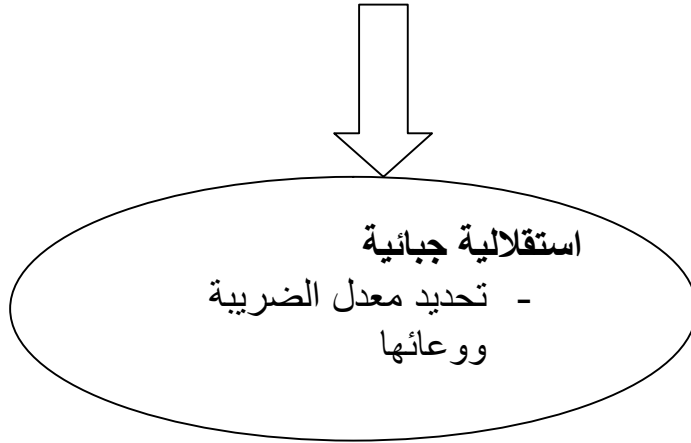 استقلالية جبائية
- تحديد معدل الضريبة
ووعائها